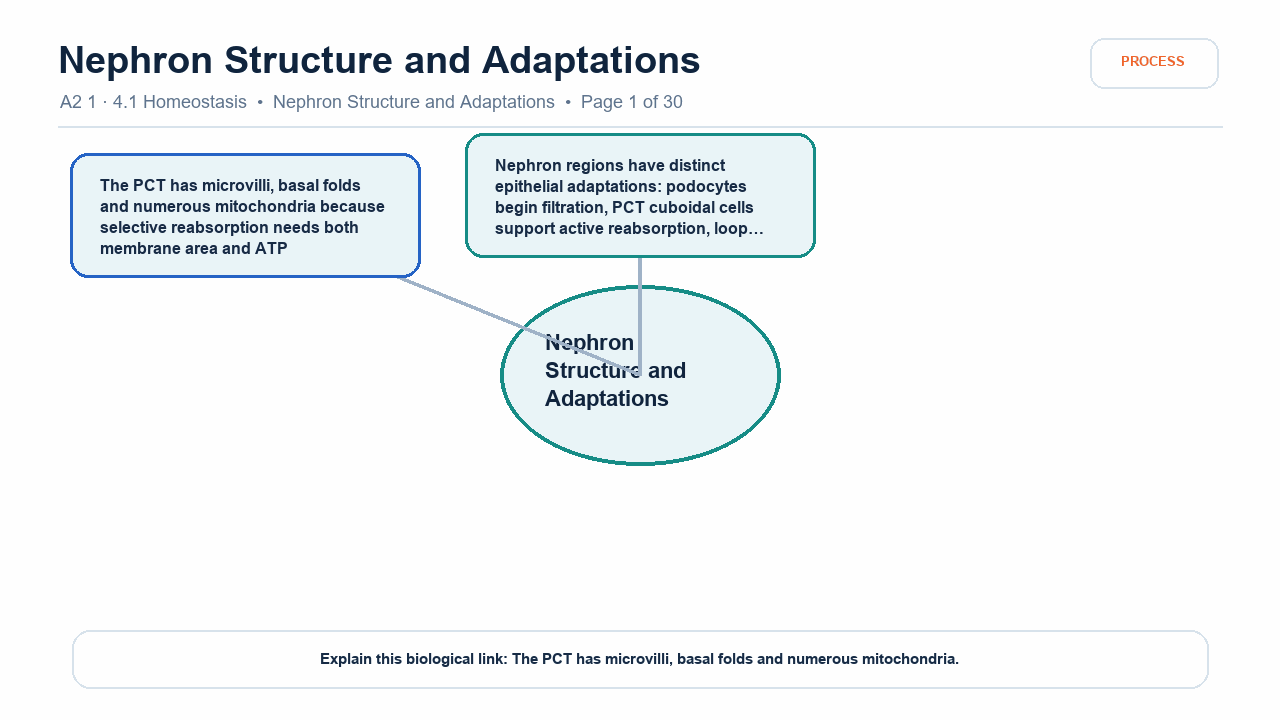 Nephron Structure and Adaptations
PROCESS
A2 1 · 4.1 Homeostasis • Nephron Structure and Adaptations • Page 1 of 30
The PCT has microvilli, basal folds
and numerous mitochondria because
selective reabsorption needs both
membrane area and ATP
Nephron regions have distinct
epithelial adaptations: podocytes
begin filtration, PCT cuboidal cells
support active reabsorption, loop…
Nephron
Structure and
Adaptations
Explain this biological link: The PCT has microvilli, basal folds and numerous mitochondria.